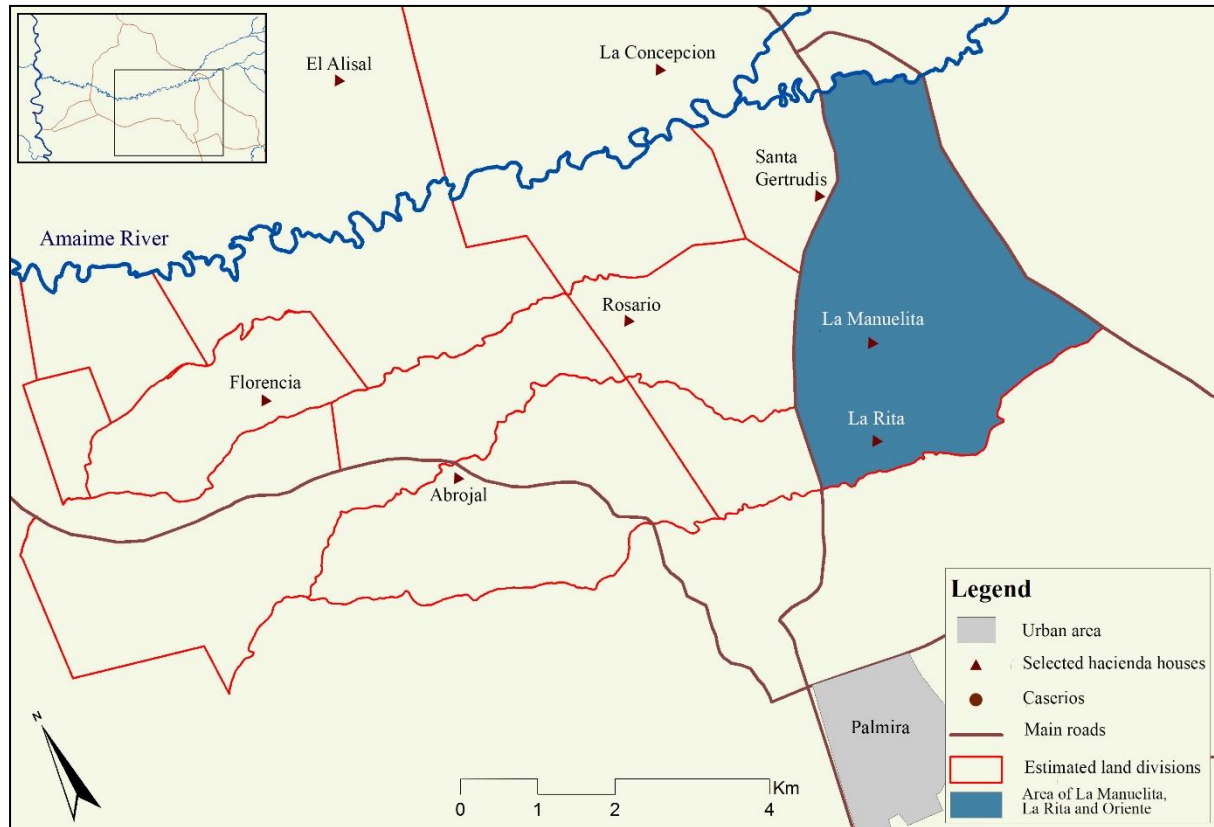 El Alisal
La Concepcion
Santa
Gertrudis
Amaime River
Rosario
La Manuelita
Florencia
La Rita
Abrojal
Palmira
N
Km
0 1 2 4
Legend
Urban area
Selected hacienda houses
Caserios
Main roads
Estimated land divisions
Area of La Manuelita,
La Rita and Oriente